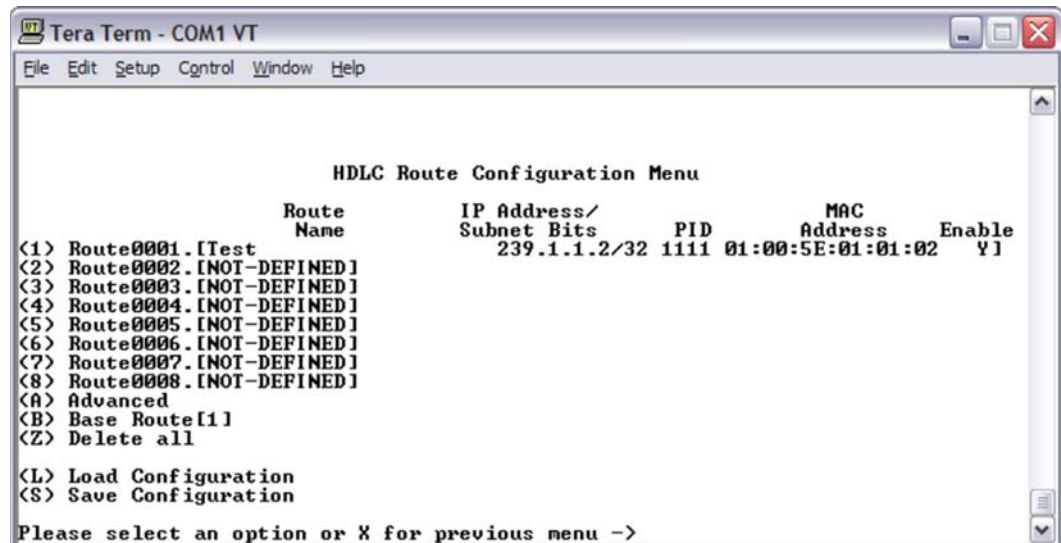 Tera Term - COM1 VT
File Edit Setup Control Window Help
HDLC Route Configuration Menu
Route IP Address/ MAC
Name Subnet Bits PID Address Enable
(1) Route0001.[Test 239.1.1.2/32 1111 01:00:5E:01:01:02 Y]
(2) Route0002.[NOT-DEFINED]
(3) Route0003.[NOT-DEFINED]
(4) Route0004.[NOT-DEFINED]
(5) Route0005.[NOT-DEFINED]
(6) Route0006.[NOT-DEFINED]
(7) Route0007.[NOT-DEFINED]
(8) Route0008.[NOT-DEFINED]
(A) Advanced
(B) Base Route[1]
(Z) Delete all
(L) Load Configuration
(S) Save Configuration
Please select an option or X for previous menu ->